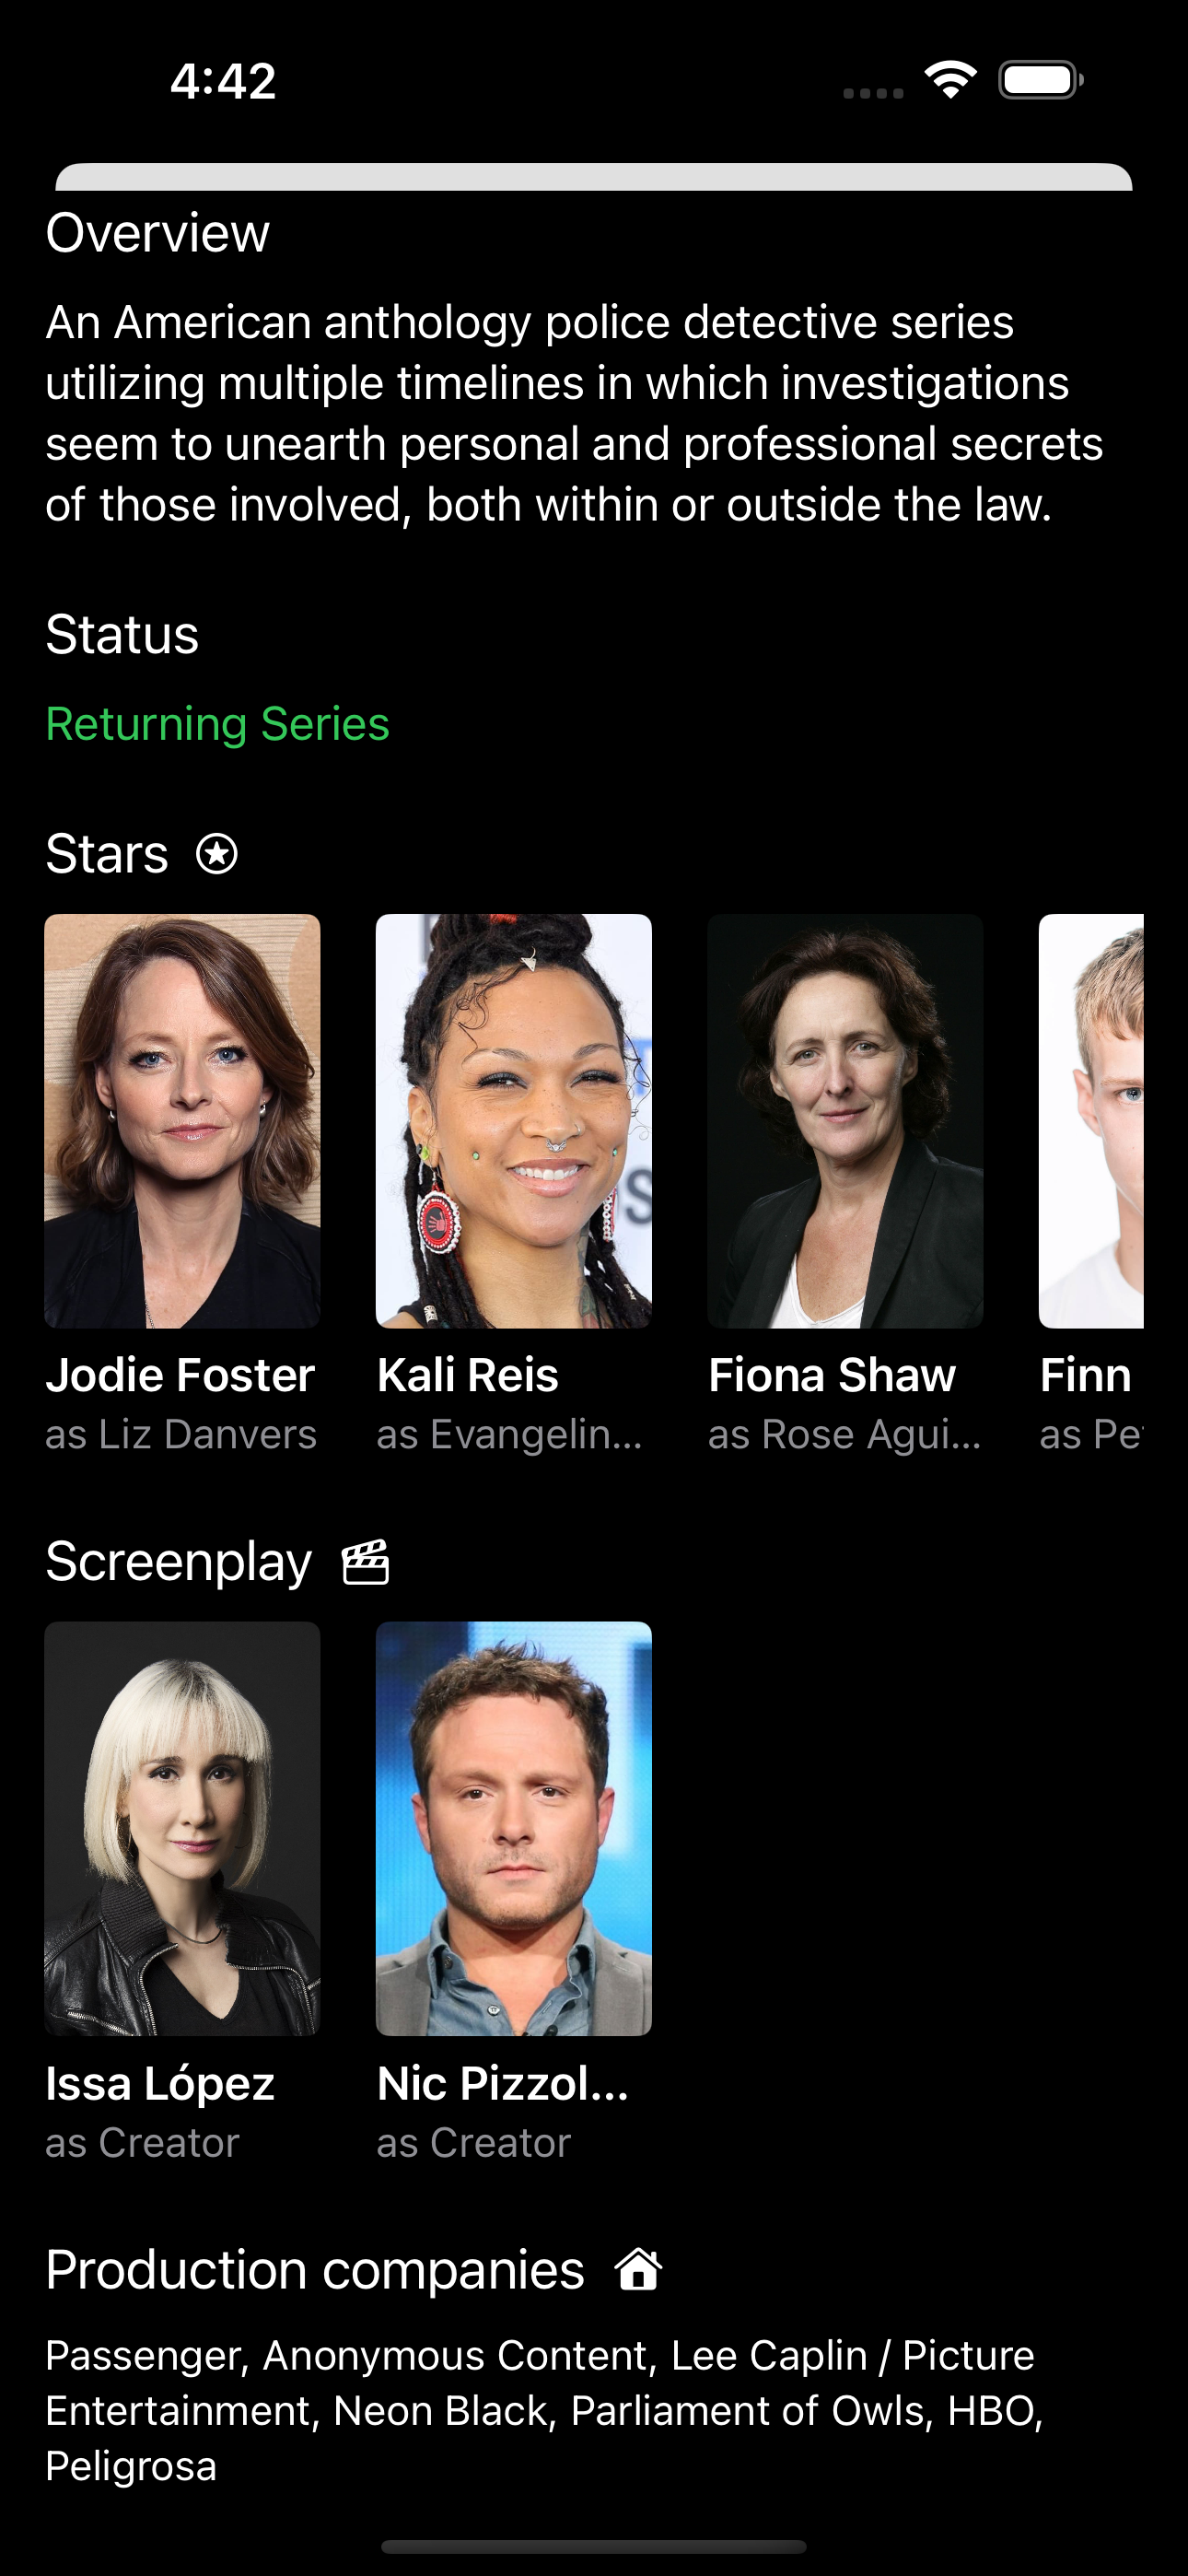 4:42
Overview
An American anthology police detective series
utilizing multiple timelines in which investigations
seem to unearth personal and professional secrets
of those involved, both within or outside the law.
Status
Returning Series
Stars
Jodie Foster
as Liz Danvers
Kali Reis
as Evangelin...
Fiona Shaw
as Rose Agui...
Finn
as Pe
Screenplay
Issa López
as Creator
Nic Pizzol...
as Creator
Production companies
Passenger, Anonymous Content, Lee Caplin / Picture
Entertainment, Neon Black, Parliament of Owls, HBO,
Peligrosa